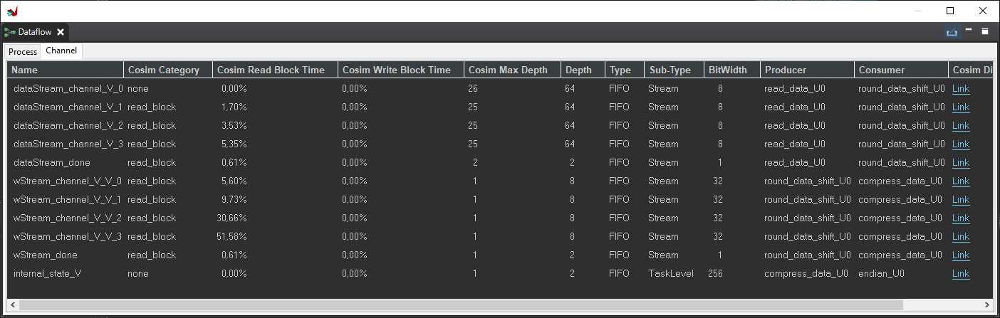 Dataflow
Process Channel
Name Cosim Category Cosim Read Block Time Cosim Write Block Time Cosim Max Depth Depth Type Sub-Type BitWidth Producer Consumer Cosim Di
dataStream_channel_V_0 none 0,00% 0,00% 26 64 FIFO Stream 8 read_data_U0 round_data_shift_U0 Link
dataStream_channel_V_1 read_block 1,70% 0,00% 25 64 FIFO Stream 8 read_data_U0 round_data_shift_U0 Link
dataStream_channel_V_2 read_block 3,53% 0,00% 25 64 FIFO Stream 8 read_data_U0 round_data_shift_U0 Link
dataStream_channel_V_3 read_block 5,35% 0,00% 25 64 FIFO Stream 8 read_data_U0 round_data_shift_U0 Link
dataStream_done read_block 0,61% 0,00% 2 2 FIFO Stream 1 read_data_U0 round_data_shift_U0 Link
wStream_channel_V_V_0 read_block 5,60% 0,00% 1 8 FIFO Stream 32 round_data_shift_U0 compress_data_U0 Link
wStream_channel_V_V_1 read_block 9,73% 0,00% 1 8 FIFO Stream 32 round_data_shift_U0 compress_data_U0 Link
wStream_channel_V_V_2 read_block 30,66% 0,00% 1 8 FIFO Stream 32 round_data_shift_U0 compress_data_U0 Link
wStream_channel_V_V_3 read_block 51,58% 0,00% 1 8 FIFO Stream 32 round_data_shift_U0 compress_data_U0 Link
wStream_done read_block 0,61% 0,00% 1 2 FIFO Stream 1 round_data_shift_U0 compress_data_U0 Link
internal_state_V none 0,00% 0,00% 1 2 FIFO TaskLevel 256 compress_data_U0 endian_U0 Link